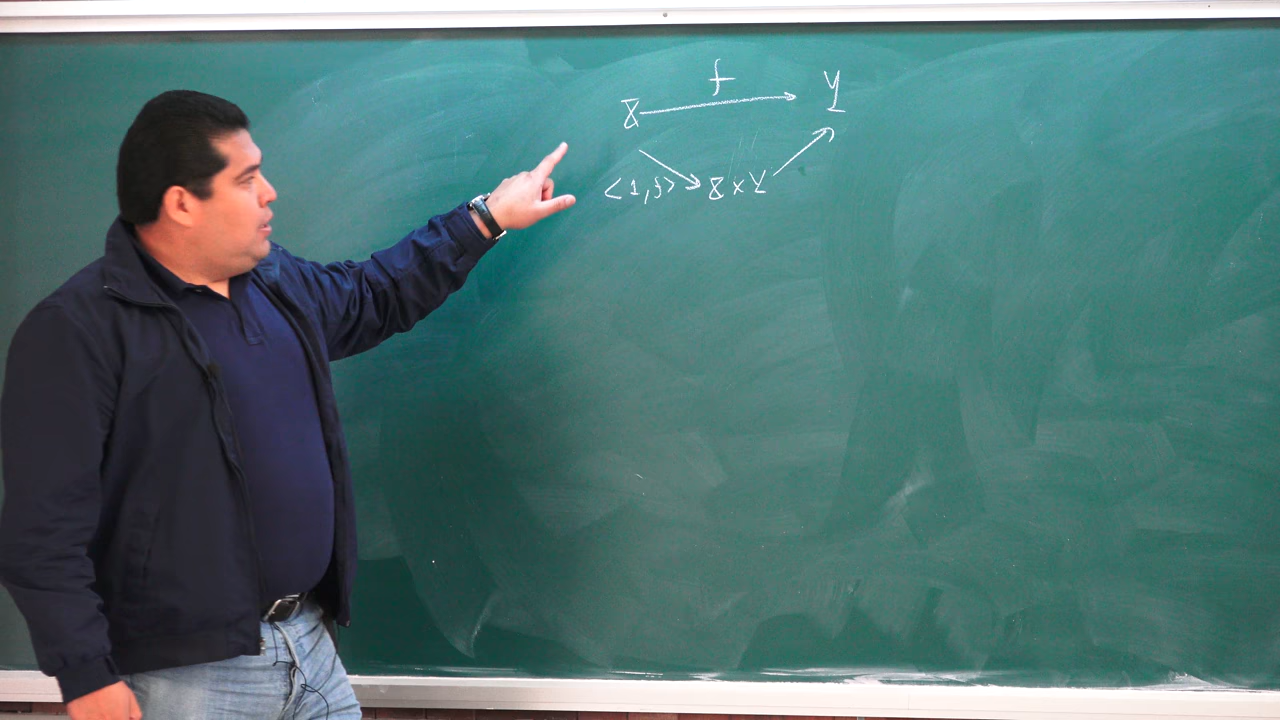 f
X → Y
<1,f> X × Y